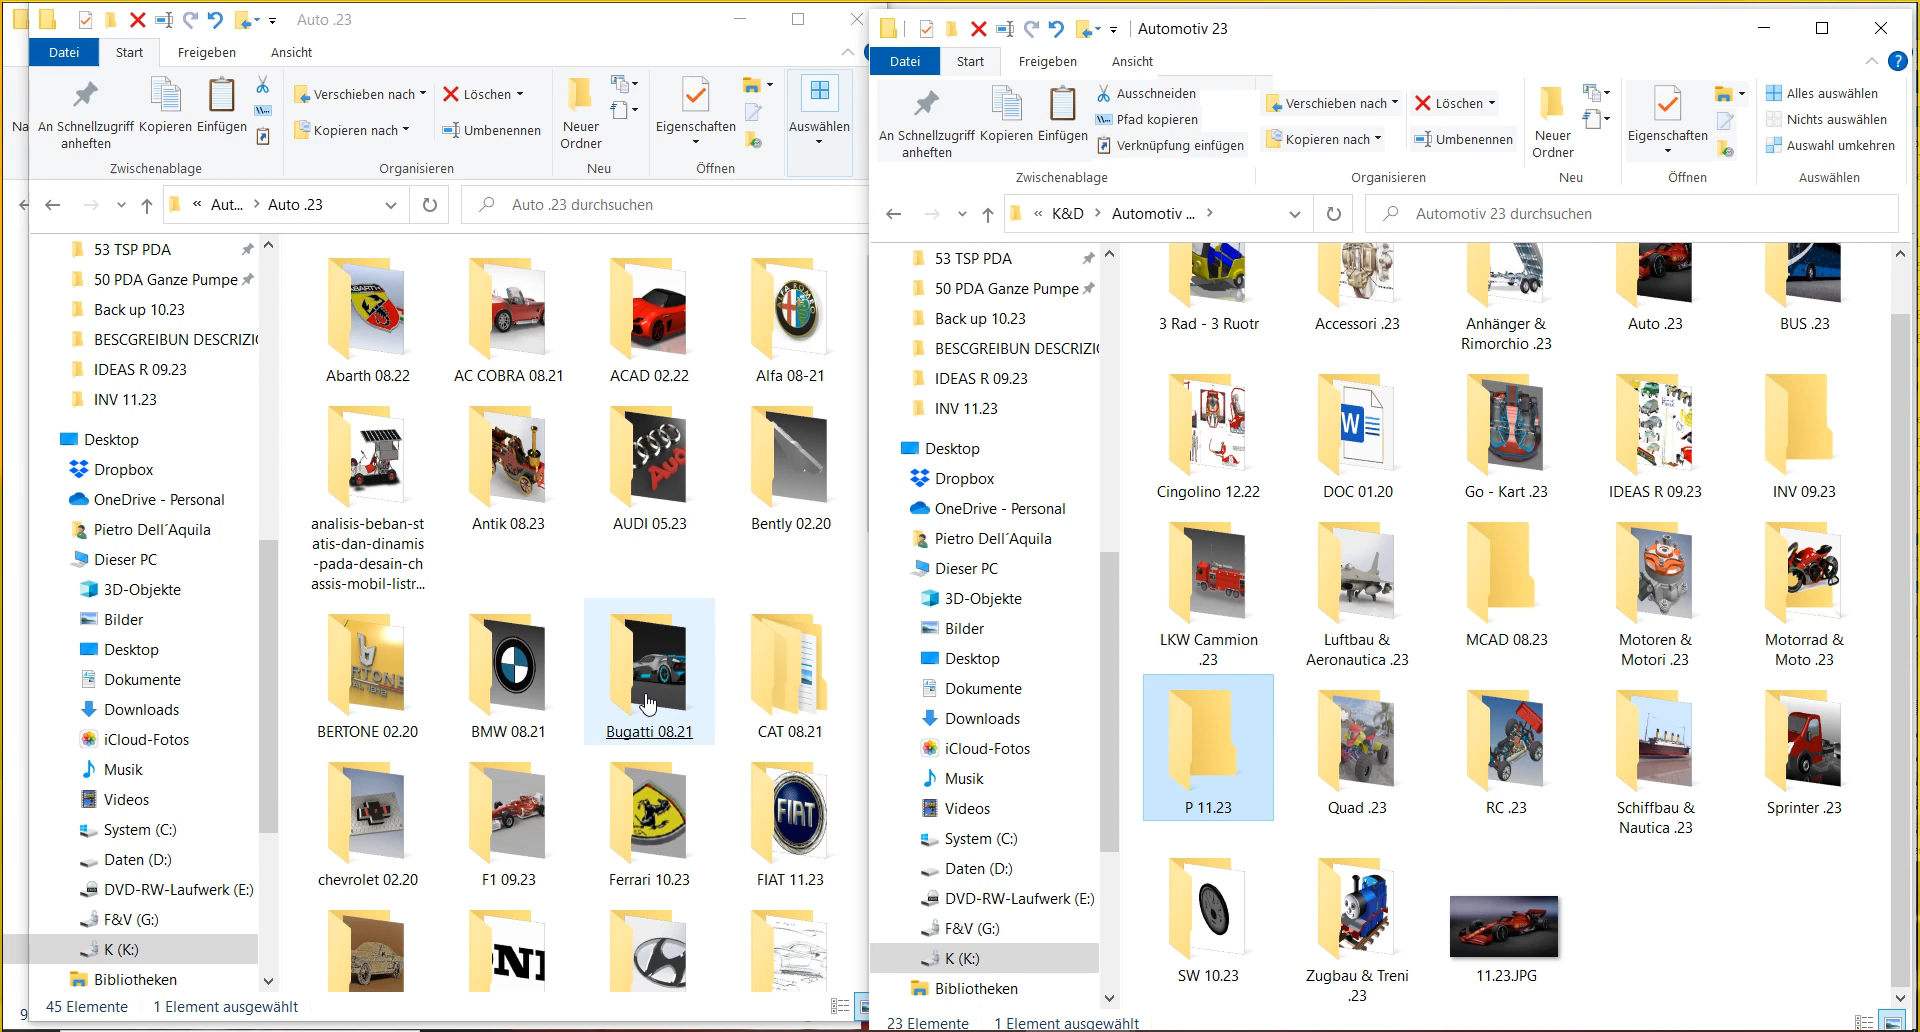 Auto .23
Datei
Start
Freigeben
Ansicht
Na
An Schnellzugriff
anheften
Kopieren
Einfügen
Verschieben nach
Kopieren nach
Löschen
Umbenennen
Neuer
Ordner
Eigenschaften
Auswählen
Zwischenablage
Organisieren
Neu
Öffnen
« Aut... > Auto .23
Auto .23 durchsuchen
53 TSP PDA
50 PDA Ganze Pumpe
Back up 10.23
BESCGREIBUN DESCRIZI
IDEAS R 09.23
INV 11.23
Desktop
Dropbox
OneDrive - Personal
Pietro Dell´Aquila
Dieser PC
3D-Objekte
Bilder
Desktop
Dokumente
Downloads
iCloud-Fotos
Musik
Videos
System (C:)
Daten (D:)
DVD-RW-Laufwerk (E:)
F&V (G:)
K (K:)
Bibliotheken
ABARTH
ALFA ROMEO
Abarth 08.22
AC COBRA 08.21
ACAD 02.22
Alfa 08-21
Aud
analisis-beban-st
atis-dan-dinamis
-pada-desain-ch
assis-mobil-listr...
Antik 08.23
AUDI 05.23
Bently 02.20
RTONE
BERTONE 02.20
BMW 08.21
Bugatti 08.21
CAT 08.21
FIAT
chevrolet 02.20
F1 09.23
Ferrari 10.23
FIAT 11.23
9
45 Elemente
1 Element ausgewählt
Automotiv 23
Datei
Start
Freigeben
Ansicht
An Schnellzugriff
anheften
Kopieren
Einfügen
Ausschneiden
Pfad kopieren
Verknüpfung einfügen
Verschieben nach
Kopieren nach
Löschen
Umbenennen
Neuer
Ordner
Eigenschaften
Alles auswählen
Nichts auswählen
Auswahl umkehren
Zwischenablage
Organisieren
Neu
Öffnen
Auswählen
« K&D > Automotiv ... >
Automotiv 23 durchsuchen
53 TSP PDA
50 PDA Ganze Pumpe
Back up 10.23
BESCGREIBUN DESCRIZI
IDEAS R 09.23
INV 11.23
Desktop
Dropbox
OneDrive - Personal
Pietro Dell´Aquila
Dieser PC
3D-Objekte
Bilder
Desktop
Dokumente
Downloads
iCloud-Fotos
Musik
Videos
System (C:)
Daten (D:)
DVD-RW-Laufwerk (E:)
F&V (G:)
K (K:)
Bibliotheken
3 Rad - 3 Ruotr
Accessori .23
Anhänger &
Rimorchio .23
Auto .23
BUS .23
W
Cingolino 12.22
DOC 01.20
Go - Kart .23
IDEAS R 09.23
INV 09.23
LKW Cammion
.23
Luftbau &
Aeronautica .23
MCAD 08.23
Motoren &
Motori .23
Motorrad &
Moto .23
P 11.23
Quad .23
RC .23
Schiffbau &
Nautica .23
Sprinter .23
SW 10.23
Zugbau & Treni
.23
11.23.JPG
23 Elemente
1 Element ausgewählt